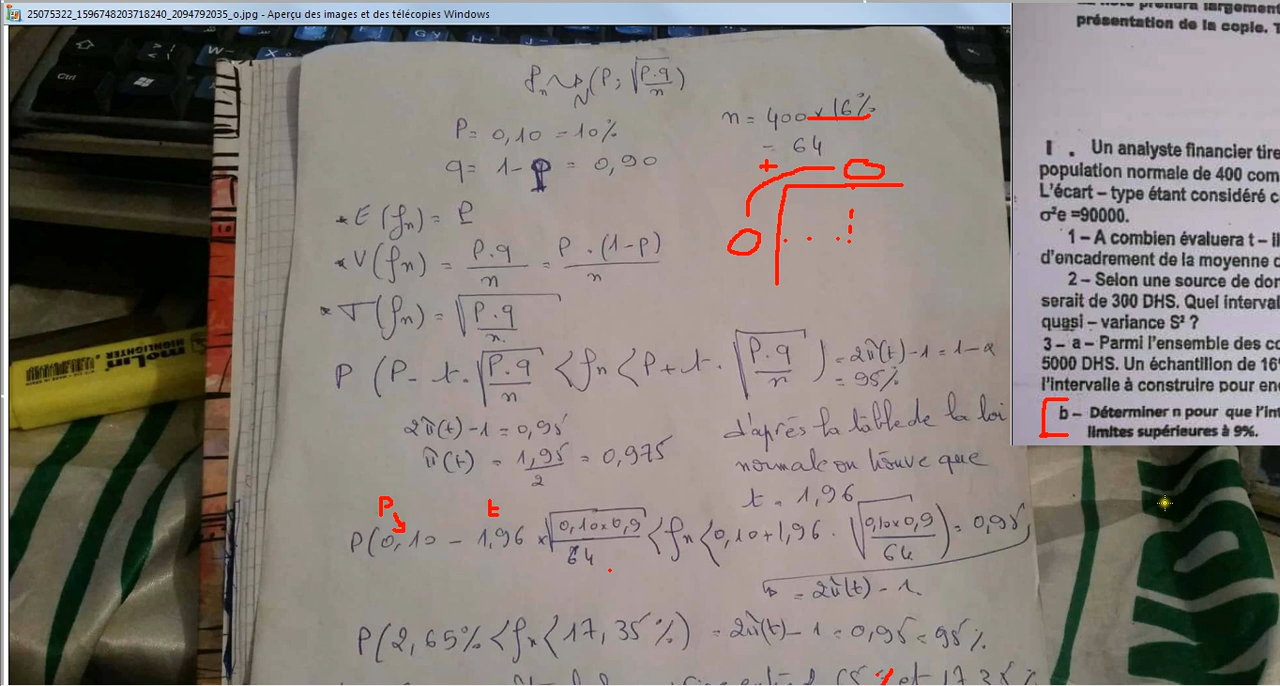 25075322_1596748203718240_2094792035_o.jpg - Aperçu des images et des télécopies Windows
fn ~ N(P; √(P.q/n))
P = 0,10 = 10%
q = 1-P = 0,90
n = 400 x 16%
= 64
+
* E(fn) = P
* V(fn) = P.q/n = P.(1-P)/n
* σ(fn) = √(P.q/n)
P(P - t.√(P.q/n) < fn < P + t.√(P.q/n)) = 2π(t)-1 = 1-α
= 95%
2π(t)-1 = 0,95
π(t) = 1,95/2 = 0,975
d'après la table de la loi
normale on trouve que
t = 1,96
P
t
P(0,10 - 1,96 x √(0,10x0,9/64) < fn < 0,10+1,96.√(0,10x0,9/64)) = 0,95
= 2π(t)-1.
P(2,65% < fn < 17,35%) = 2π(t)-1 = 0,95 = 95%
présentation de la copie.
I . Un analyste financier tire
population normale de 400 com
L'écart – type étant considéré c
σ²e =90000.
1 – A combien évaluera t – il
d'encadrement de la moyenne d
2 – Selon une source de don
serait de 300 DHS. Quel interval
quasi – variance S² ?
3 – a – Parmi l'ensemble des co
5000 DHS. Un échantillon de 16
l'intervalle à construire pour en
b – Déterminer n pour que l'int
limites supérieures à 9%.
molin
HIGHLIGHTER
Ctrl